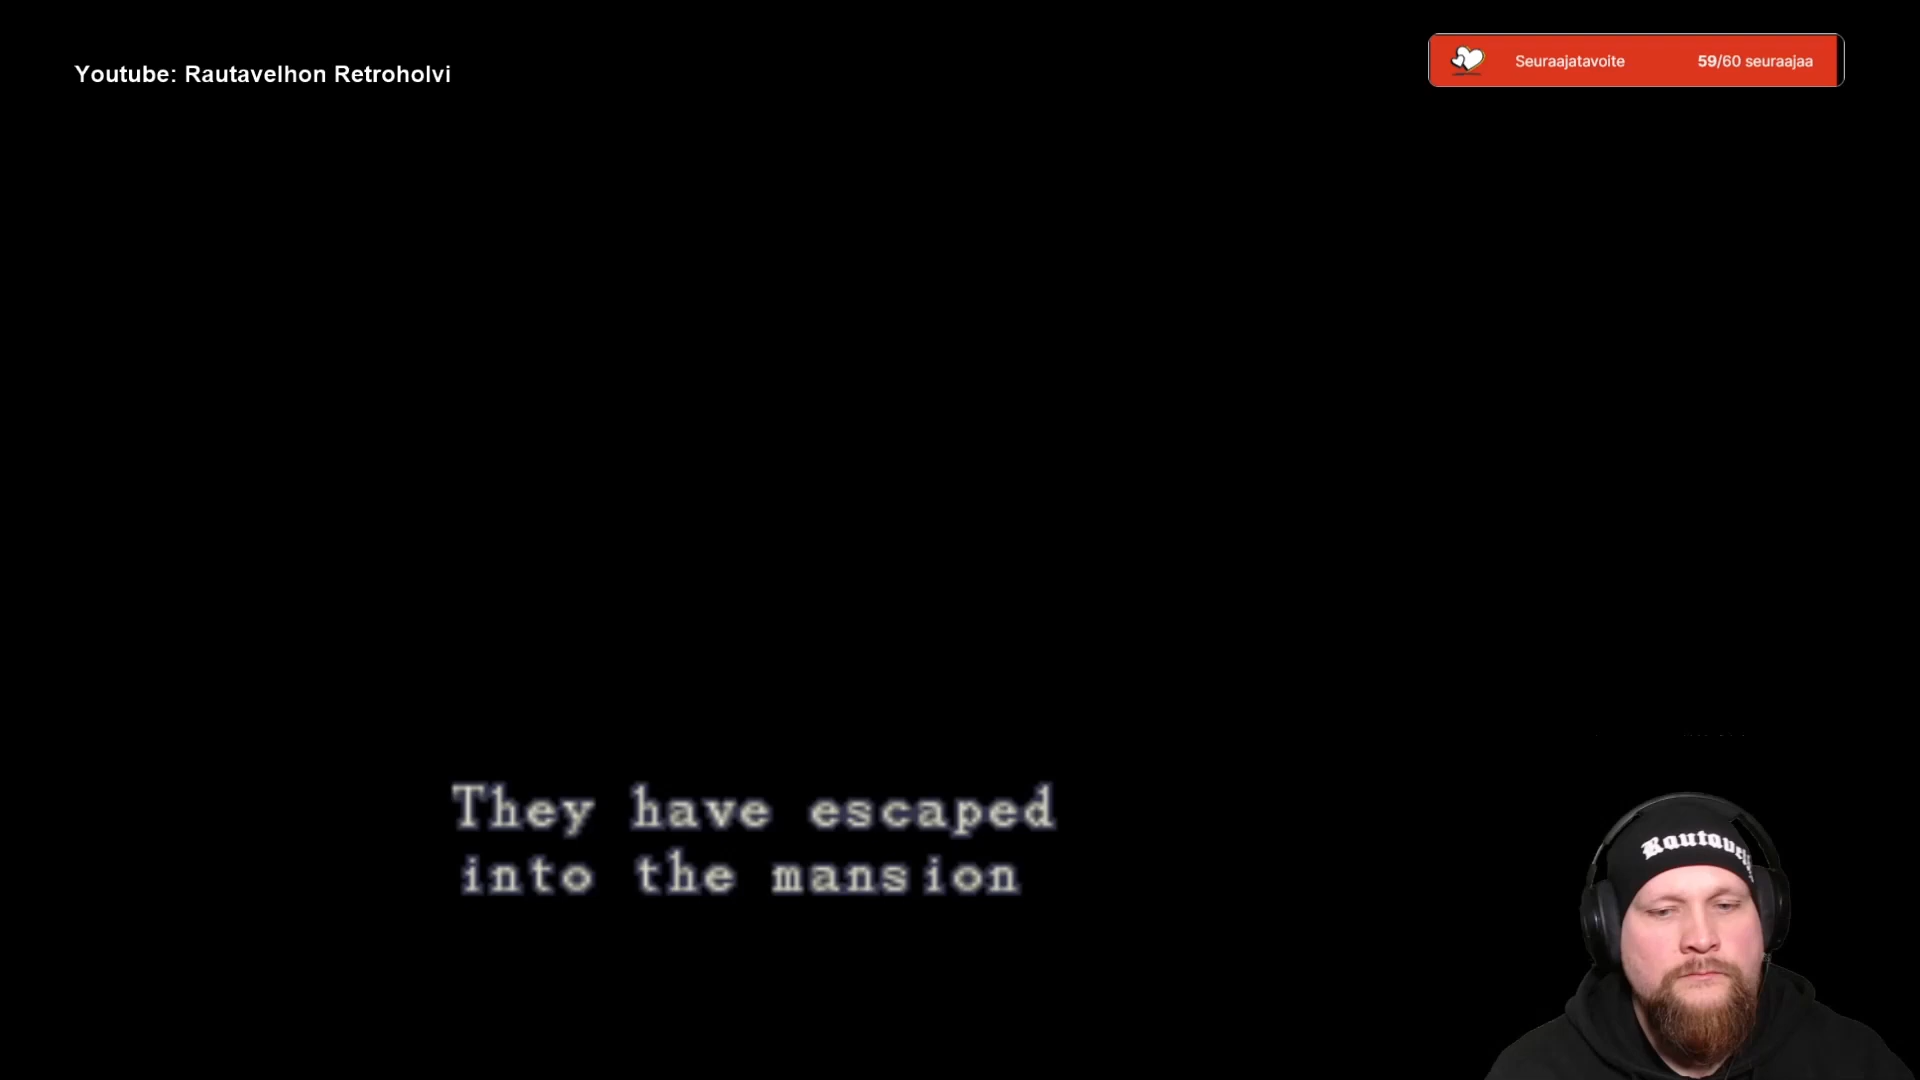 Youtube: Rautavelhon Retroholvi
Seuraajatavoite 59/60 seuraajaa
They have escaped
into the mansion